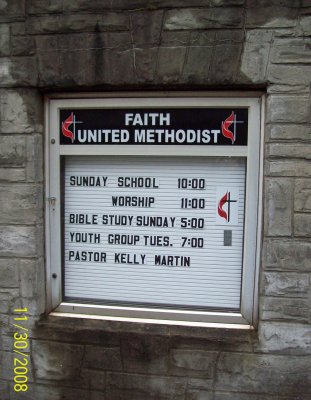 FAITH
UNITED METHODIST
SUNDAY SCHOOL 10:00
WORSHIP 11:00
BIBLE STUDY SUNDAY 5:00
YOUTH GROUP TUES. 7:00
PASTOR KELLY MARTIN
11/30/2008